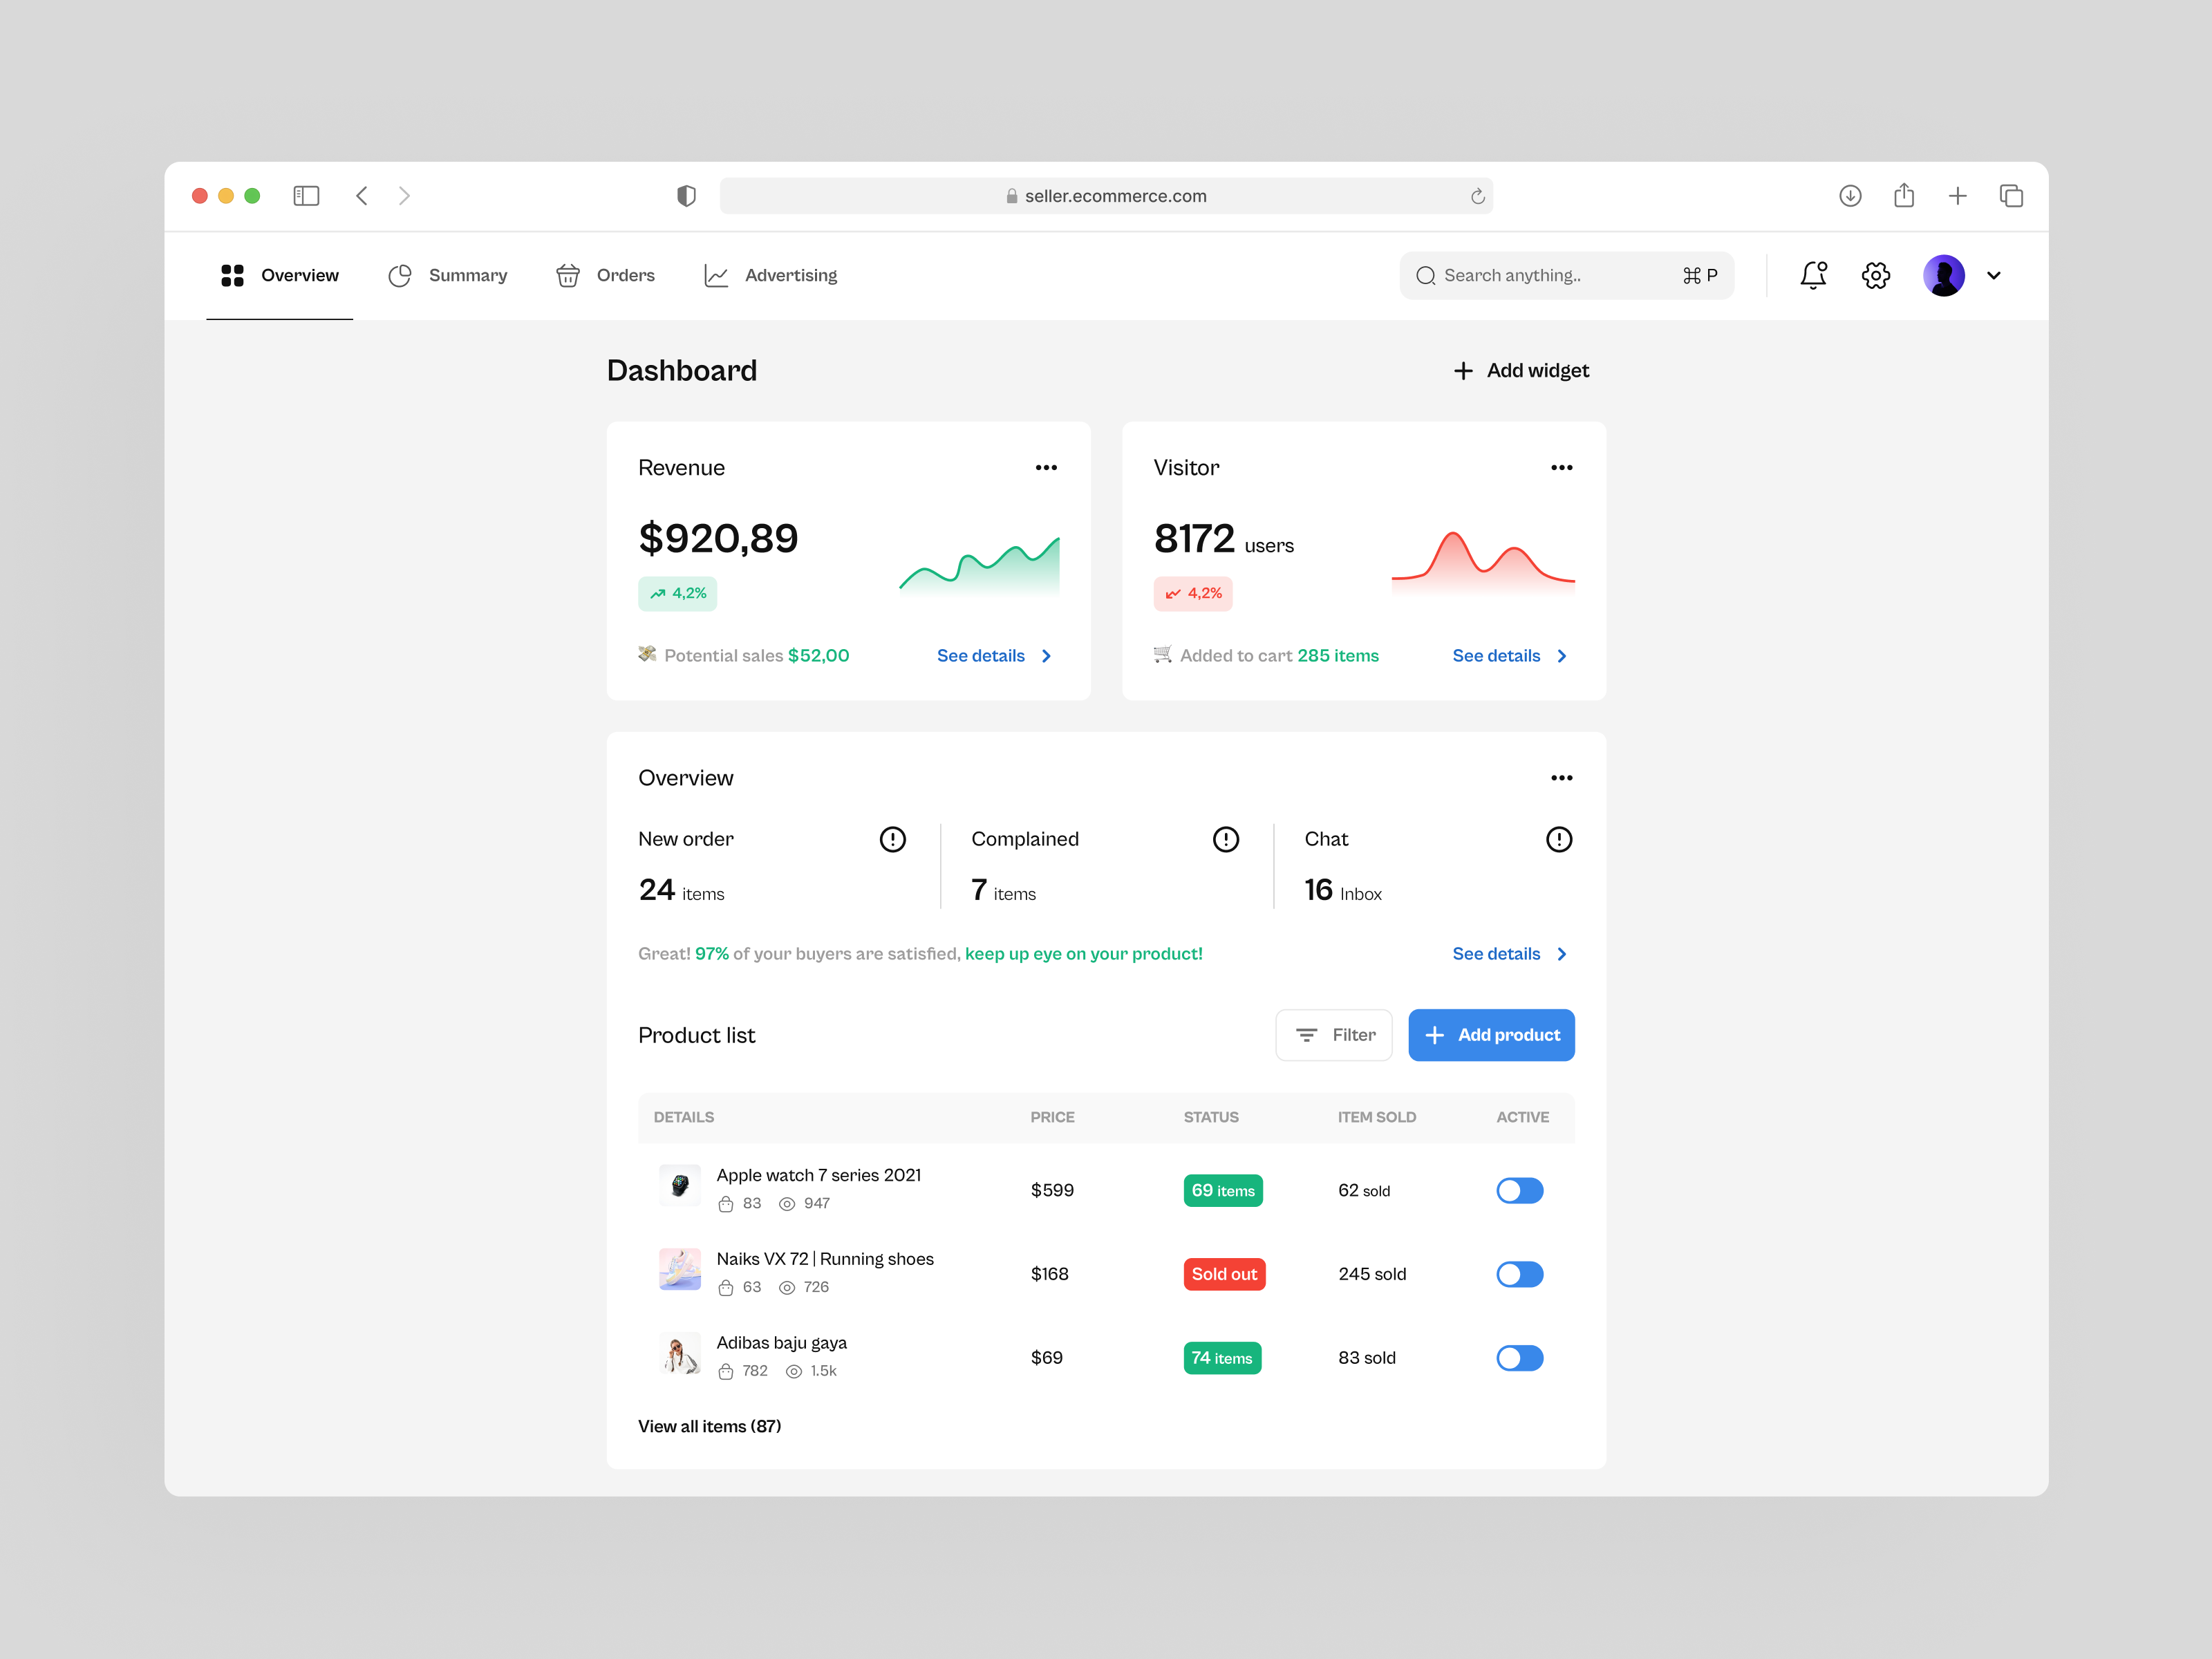 seller.ecommerce.com
Overview
Summary
Orders
Advertising
Search anything..
⌘ P
Dashboard
Add widget
Revenue
$920,89
4,2%
Potential sales $52,00
See details
Visitor
8172 users
4,2%
Added to cart 285 items
See details
Overview
New order
24 items
Complained
7 items
Chat
16 Inbox
Great! 97% of your buyers are satisfied, keep up eye on your product!
See details
Product list
Filter
Add product
DETAILS PRICE STATUS ITEM SOLD ACTIVE
Apple watch 7 series 2021
83 947
$599
69 items
62 sold
Naiks VX 72 | Running shoes
63 726
$168
Sold out
245 sold
Adibas baju gaya
782 1.5k
$69
74 items
83 sold
View all items (87)